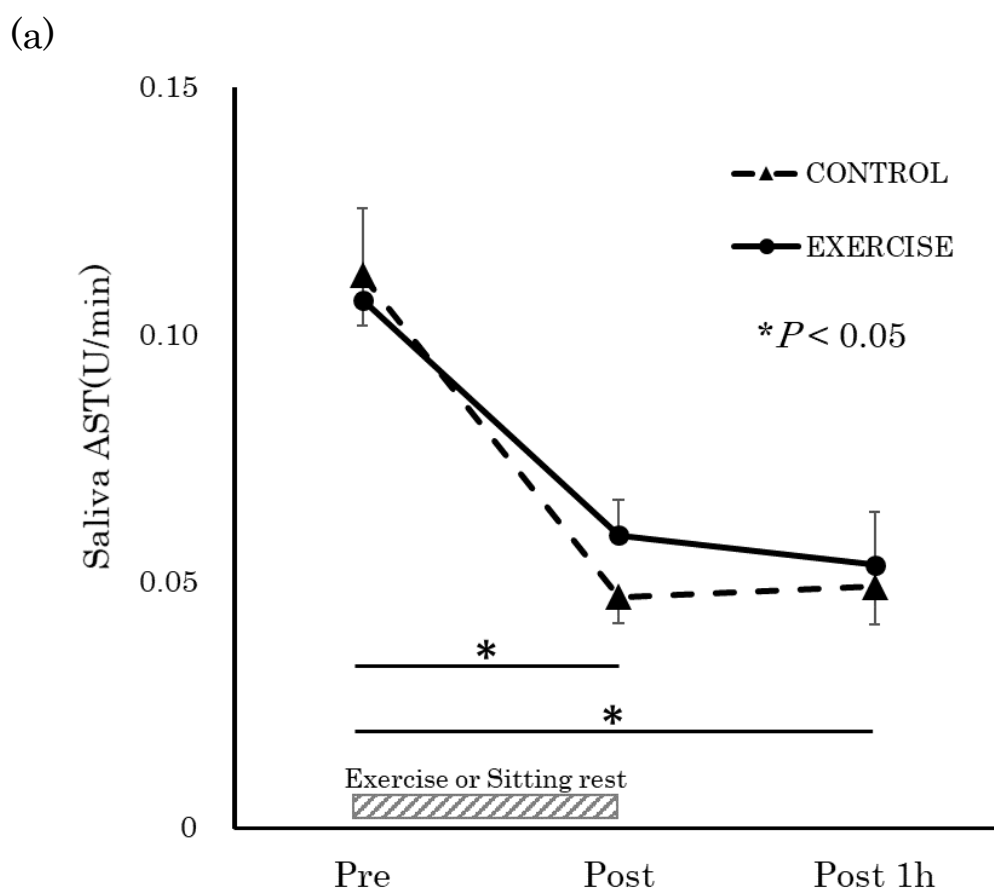 (a)
0.15
CONTROL
EXERCISE
*P < 0.05
0.10
Saliva AST(U/min)
0.05
*
*
Exercise or Sitting rest
0
Pre Post Post 1h